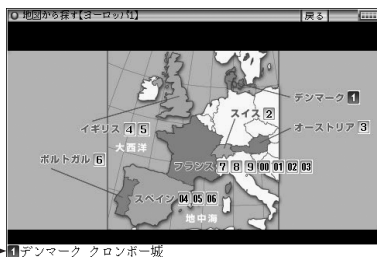 地図から探す【ヨーロッパ1】 戻る
デンマーク 1
スイス 2
イギリス 4 5
オーストリア 3
大西洋
ポルトガル 6
フランス 7 8 9 00 01 02 03
スペイン 04 05 06
地中海
1デンマーク クロンボー城